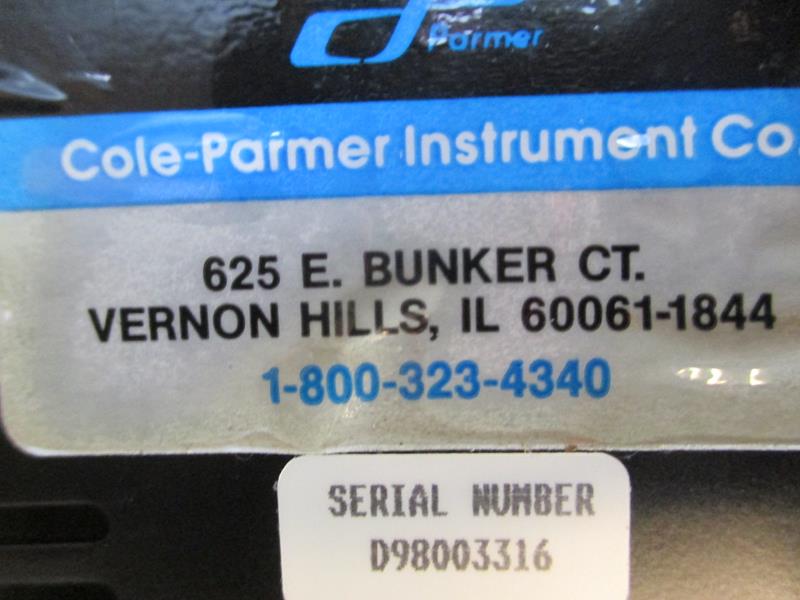 Parmer
Cole-Parmer Instrument Co.
625 E. BUNKER CT.
VERNON HILLS, IL 60061-1844
1-800-323-4340
SERIAL NUMBER
D98003316